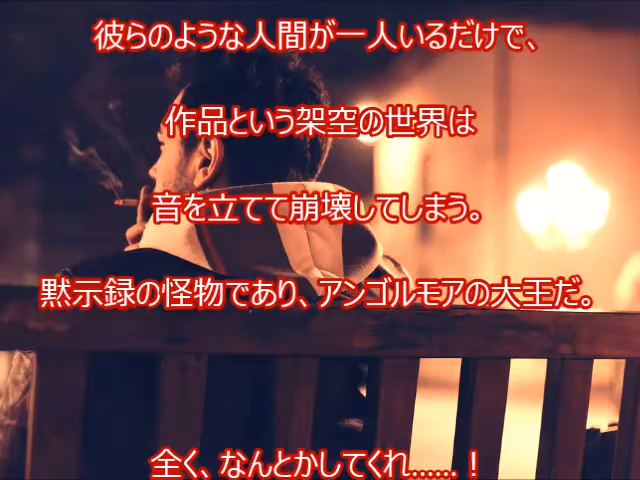 彼らのような人間が一人いるだけで、
作品という架空の世界は
音を立てて崩壊してしまう。
黙示録の怪物であり、アンゴルモアの大王だ。
全く、なんとかしてくれ……！